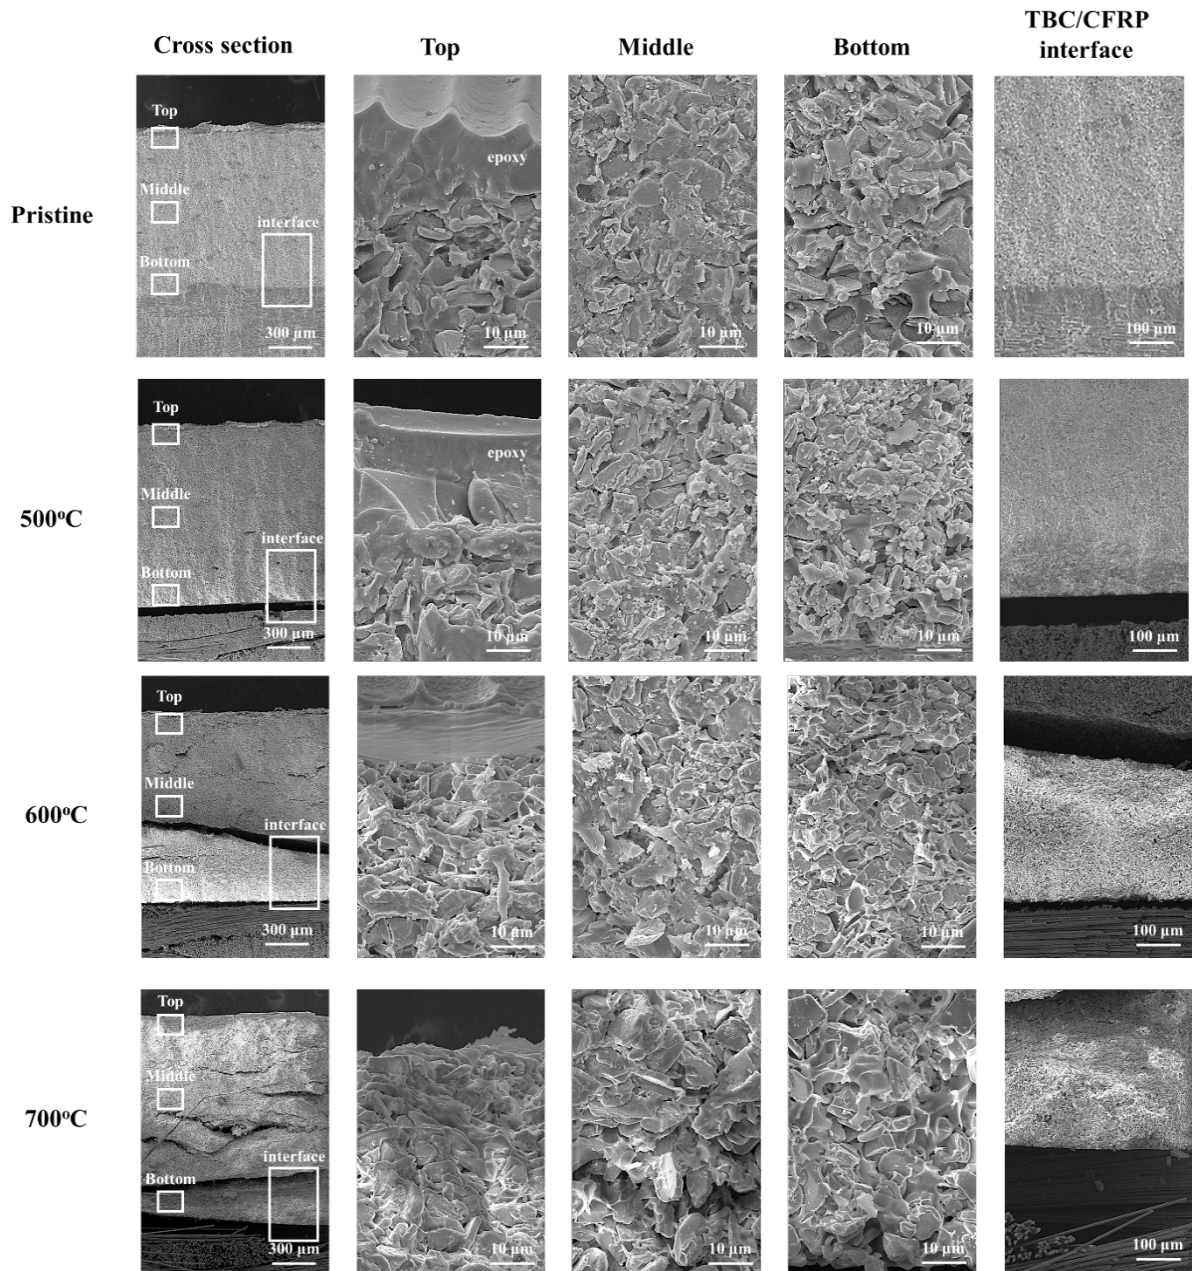 Cross section
Top
Middle
Bottom
TBC/CFRP
interface
Pristine
Top
Middle
interface
Bottom
300 μm
epoxy
10 μm
10 μm
10 μm
100 μm
500°C
Top
Middle
interface
Bottom
300 μm
epoxy
10 μm
10 μm
10 μm
100 μm
600°C
Top
Middle
interface
Bottom
300 μm
10 μm
10 μm
10 μm
100 μm
700°C
Top
Middle
interface
Bottom
300 μm
10 μm
10 μm
10 μm
100 μm